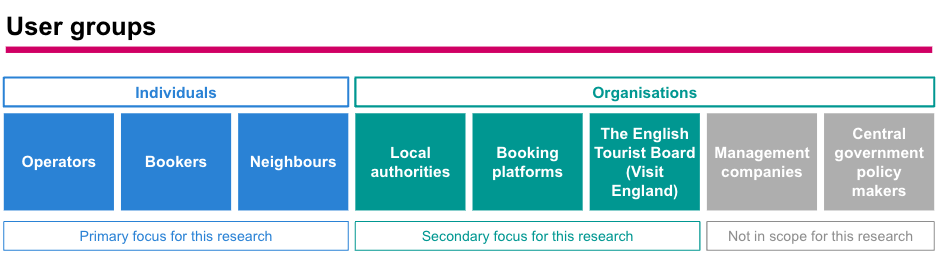 User groups
Individuals
Organisations
Operators
Bookers
Neighbours
Local
authorities
Booking
platforms
The English
Tourist Board
(Visit
England)
Management
companies
Central
government
policy
makers
Primary focus for this research
Secondary focus for this research
Not in scope for this research